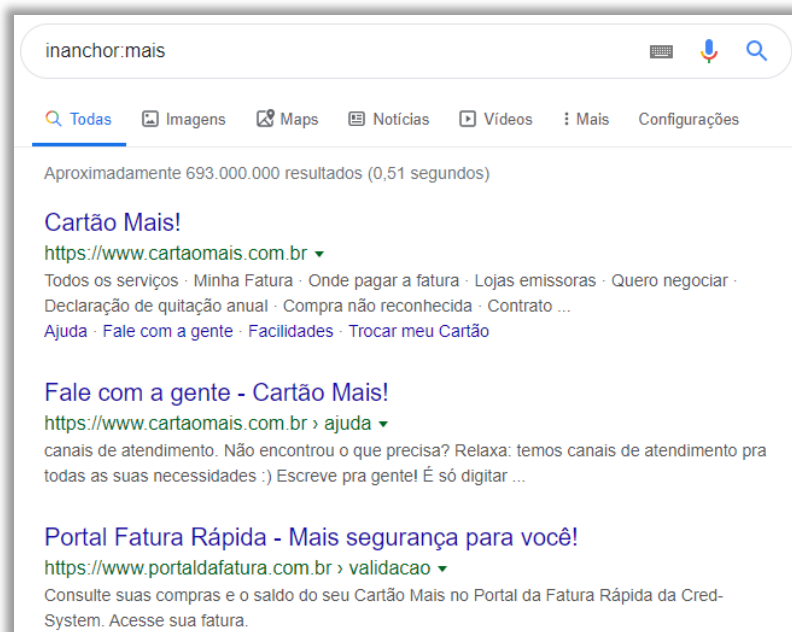 inanchor:mais
Todas Imagens Maps Notícias Vídeos Mais Configurações
Aproximadamente 693.000.000 resultados (0,51 segundos)
Cartão Mais!
https://www.cartaomais.com.br
Todos os serviços · Minha Fatura · Onde pagar a fatura · Lojas emissoras · Quero negociar ·
Declaração de quitação anual · Compra não reconhecida · Contrato ...
Ajuda · Fale com a gente · Facilidades · Trocar meu Cartão
Fale com a gente - Cartão Mais!
https://www.cartaomais.com.br › ajuda
canais de atendimento. Não encontrou o que precisa? Relaxa: temos canais de atendimento pra
todas as suas necessidades :) Escreve pra gente! É só digitar ...
Portal Fatura Rápida - Mais segurança para você!
https://www.portaldafatura.com.br › validacao
Consulte suas compras e o saldo do seu Cartão Mais no Portal da Fatura Rápida da Cred-
System. Acesse sua fatura.